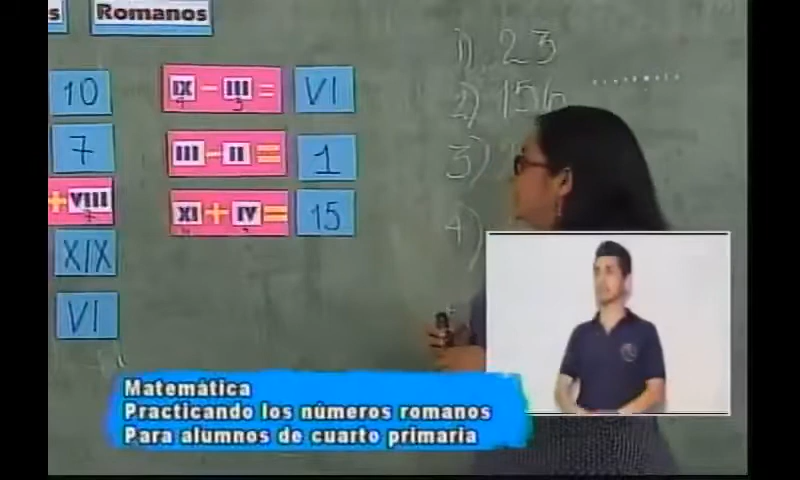 s
Romanos
10
7
+VIII
XIX
VI
IX - III = VI
III - II = 1
XI + IV = 15
1) 23
2) 156
3)
4)
Matemática
Practicando los números romanos
Para alumnos de cuarto primaria